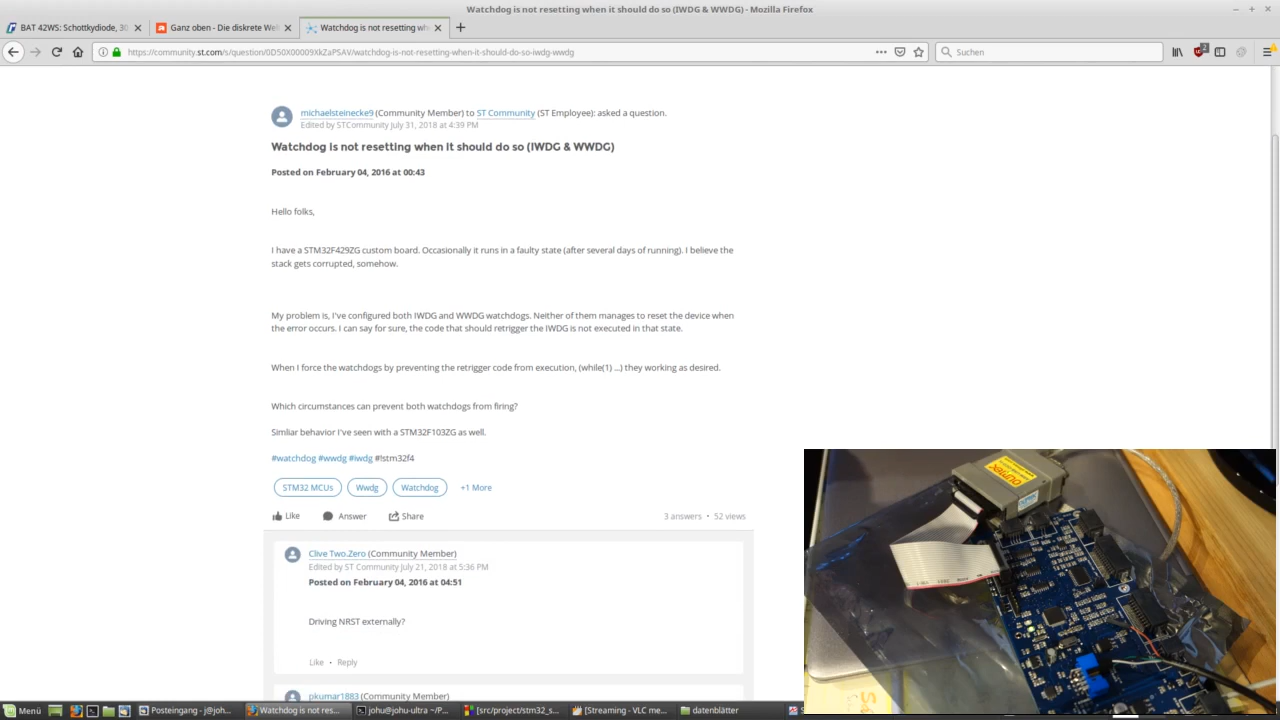 Watchdog is not resetting when it should do so (IWDG & WWDG) - Mozilla Firefox
BAT 42WS: Schottkydiode, 30
Ganz oben - Die diskrete Wel
Watchdog is not resetting whe
https://community.st.com/s/question/0D50X00009XkZaPSAV/watchdog-is-not-resetting-when-it-should-do-so-iwdg-wwdg
Suchen
2
michaelsteinecke9 (Community Member) to ST Community (ST Employee): asked a question.
Edited by STCommunity July 31, 2018 at 4:39 PM
Watchdog is not resetting when it should do so (IWDG & WWDG)
Posted on February 04, 2016 at 00:43
Hello folks,
I have a STM32F429ZG custom board. Occasionally it runs in a faulty state (after several days of running). I believe the
stack gets corrupted, somehow.
My problem is, I've configured both IWDG and WWDG watchdogs. Neither of them manages to reset the device when
the error occurs. I can say for sure, the code that should retrigger the IWDG is not executed in that state.
When I force the watchdogs by preventing the retrigger code from execution, (while(1) ...) they working as desired.
Which circumstances can prevent both watchdogs from firing?
Simliar behavior I've seen with a STM32F103ZG as well.
#watchdog #wwdg #iwdg #!stm32f4
STM32 MCUs
Wwdg
Watchdog
+1 More
Like
Answer
Share
3 answers • 52 views
Clive Two.Zero (Community Member)
Edited by ST Community July 21, 2018 at 5:36 PM
Posted on February 04, 2016 at 04:51
Driving NRST externally?
Like • Reply
pkumar1883 (Community Member)
Menü
Posteingang - j@joh...
Watchdog is not res...
johu@johu-ultra ~/P...
[src/project/stm32_s...
[Streaming - VLC me...
datenblätter